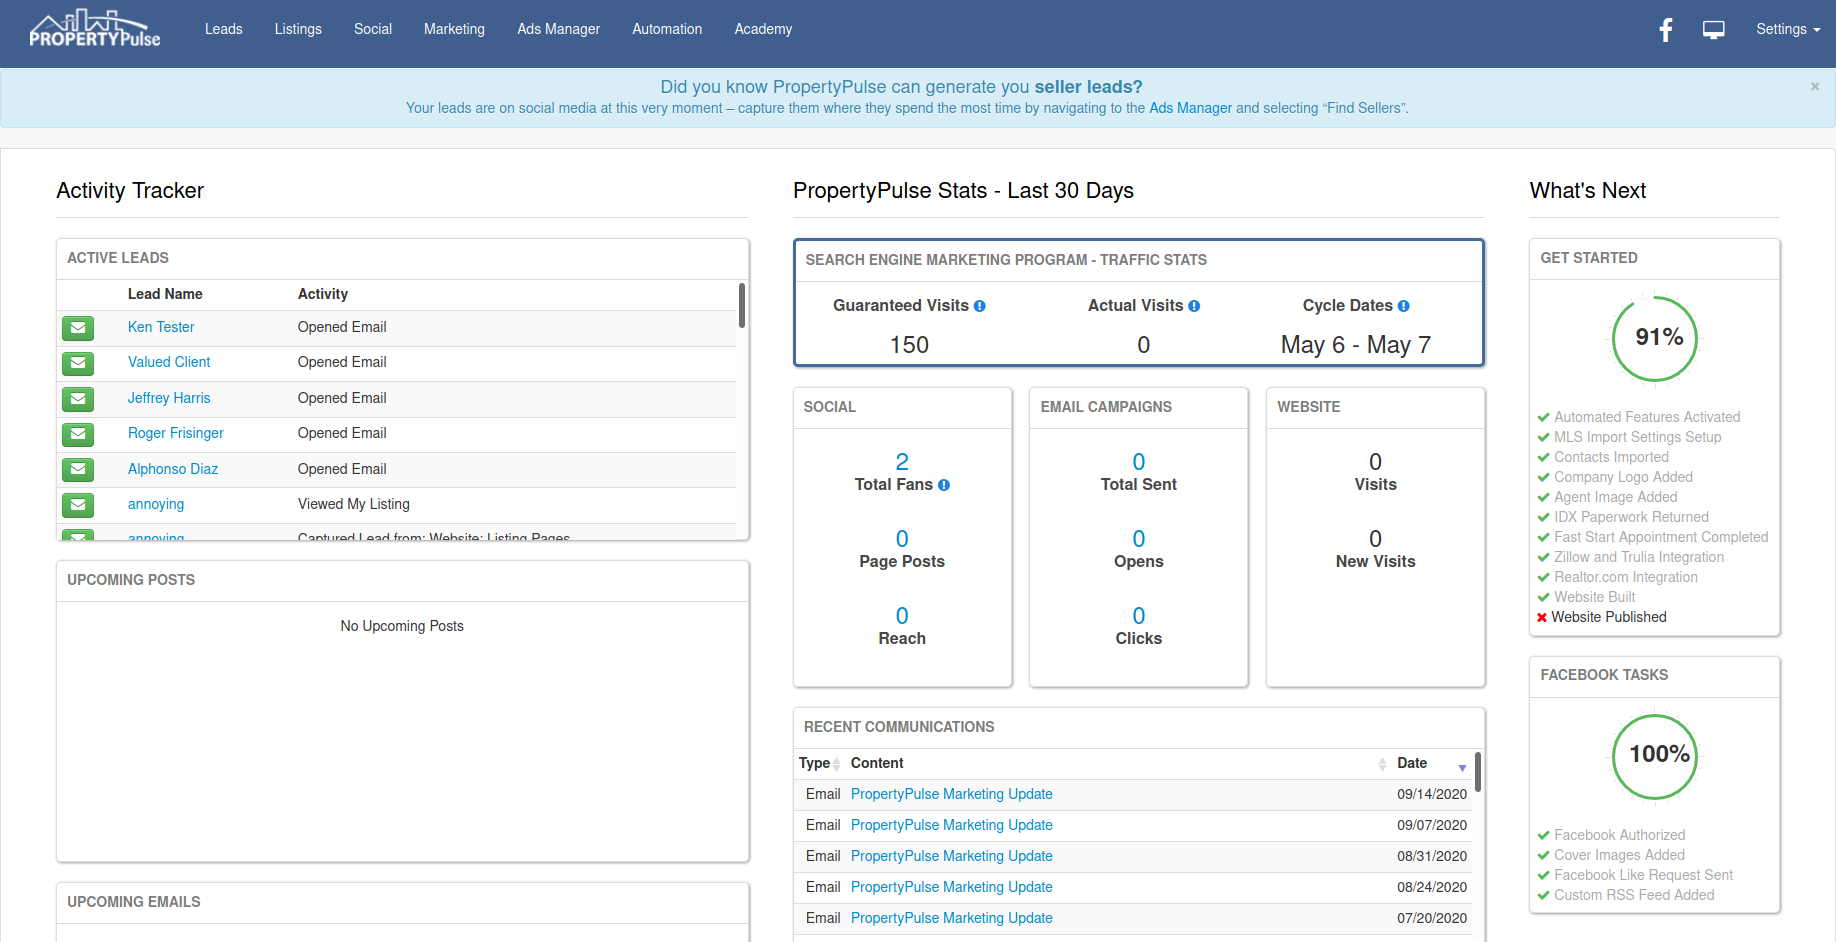 PROPERTYPulse
Leads Listings Social Marketing Ads Manager Automation Academy
Settings
Did you know PropertyPulse can generate you seller leads?
Your leads are on social media at this very moment – capture them where they spend the most time by navigating to the Ads Manager and selecting “Find Sellers”.
×
Activity Tracker
ACTIVE LEADS
Lead Name Activity
Ken Tester Opened Email
Valued Client Opened Email
Jeffrey Harris Opened Email
Roger Frisinger Opened Email
Alphonso Diaz Opened Email
annoying Viewed My Listing
annoying Captured Lead from: Website: Listing Pages
UPCOMING POSTS
No Upcoming Posts
UPCOMING EMAILS
PropertyPulse Stats - Last 30 Days
SEARCH ENGINE MARKETING PROGRAM - TRAFFIC STATS
Guaranteed Visits Actual Visits Cycle Dates
150 0 May 6 - May 7
SOCIAL
2
Total Fans
0
Page Posts
0
Reach
EMAIL CAMPAIGNS
0
Total Sent
0
Opens
0
Clicks
WEBSITE
0
Visits
0
New Visits
RECENT COMMUNICATIONS
Type Content Date
Email PropertyPulse Marketing Update 09/14/2020
Email PropertyPulse Marketing Update 09/07/2020
Email PropertyPulse Marketing Update 08/31/2020
Email PropertyPulse Marketing Update 08/24/2020
Email PropertyPulse Marketing Update 07/20/2020
What's Next
GET STARTED
91%
Automated Features Activated
MLS Import Settings Setup
Contacts Imported
Company Logo Added
Agent Image Added
IDX Paperwork Returned
Fast Start Appointment Completed
Zillow and Trulia Integration
Realtor.com Integration
Website Built
Website Published
FACEBOOK TASKS
100%
Facebook Authorized
Cover Images Added
Facebook Like Request Sent
Custom RSS Feed Added